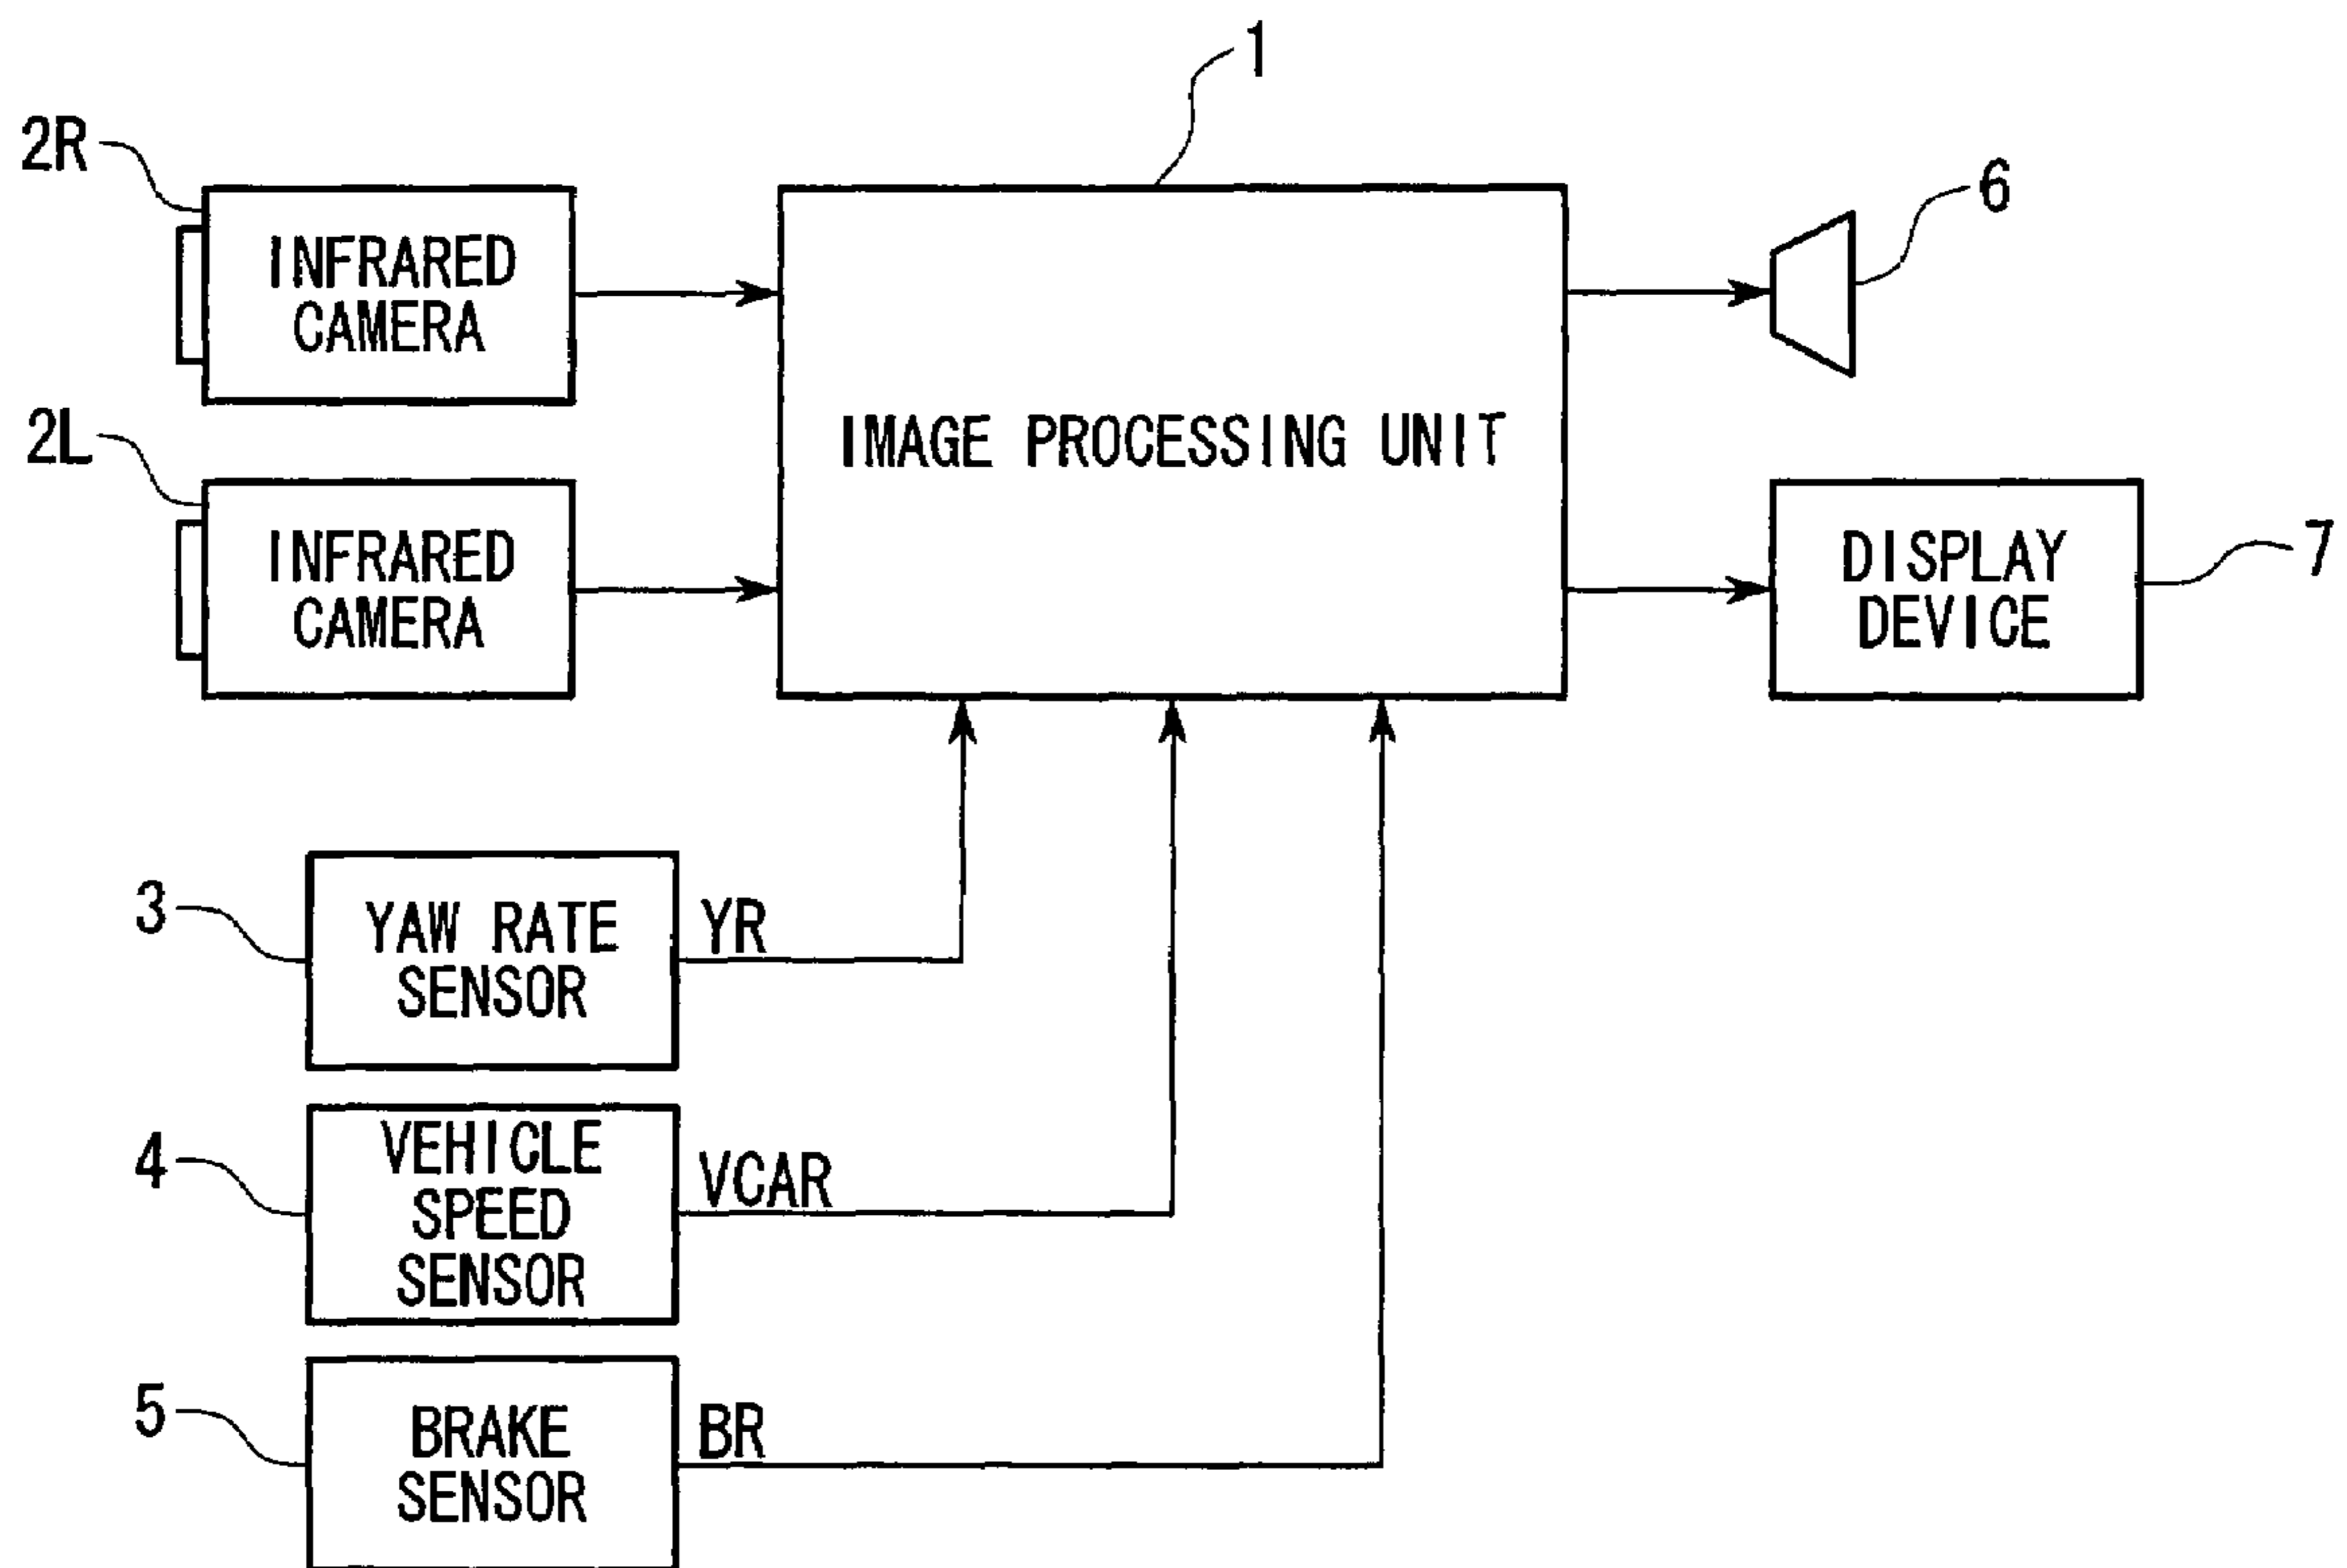 1
2R
6
INFRARED
CAMERA
IMAGE PROCESSING UNIT
2L
INFRARED
CAMERA
DISPLAY
DEVICE
7
3
YAW RATE
SENSOR
YR
4
VEHICLE
SPEED
SENSOR
VCAR
5
BRAKE
SENSOR
BR